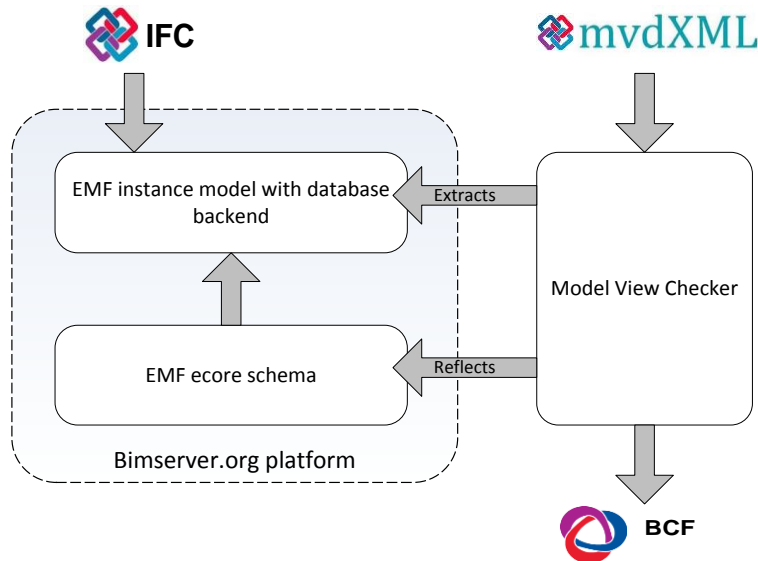 IFC
mvdXML
EMF instance model with database
backend
Extracts
Model View Checker
EMF ecore schema
Reflects
Bimserver.org platform
BCF